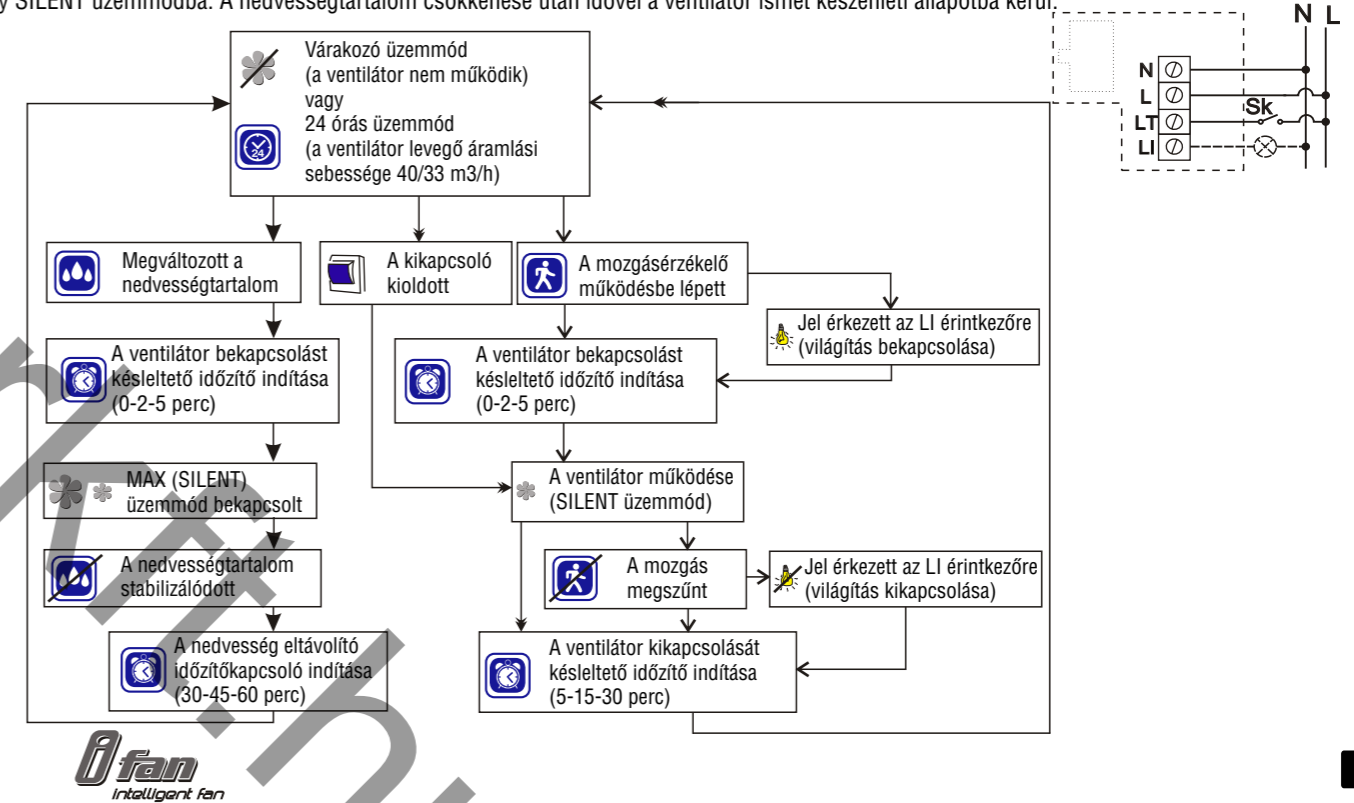 y SILENT üzemmódba. A nedvességtartalom csökkenése után idővel a ventilátor ismét készenléti állapotba kerül.
Várakozó üzemmód
(a ventilátor nem működik)
vagy
24 órás üzemmód
(a ventilátor levegő áramlási
sebessége 40/33 m3/h)
24
N L
N
L
LT
LI
Sk
Megváltozott a
nedvességtartalom
A kikapcsoló
kioldott
A mozgásérzékelő
működésbe lépett
Jel érkezett az LI érintkezőre
(világítás bekapcsolása)
A ventilátor bekapcsolást
késleltető időzítő indítása
(0-2-5 perc)
A ventilátor bekapcsolást
késleltető időzítő indítása
(0-2-5 perc)
MAX (SILENT)
üzemmód bekapcsolt
A ventilátor működése
(SILENT üzemmód)
A nedvességtartalom
stabilizálódott
A mozgás
megszűnt
Jel érkezett az LI érintkezőre
(világítás kikapcsolása)
A nedvesség eltávolító
időzítőkapcsoló indítása
(30-45-60 perc)
A ventilátor kikapcsolását
késleltető időzítő indítása
(5-15-30 perc)
i fan
intelligent fan